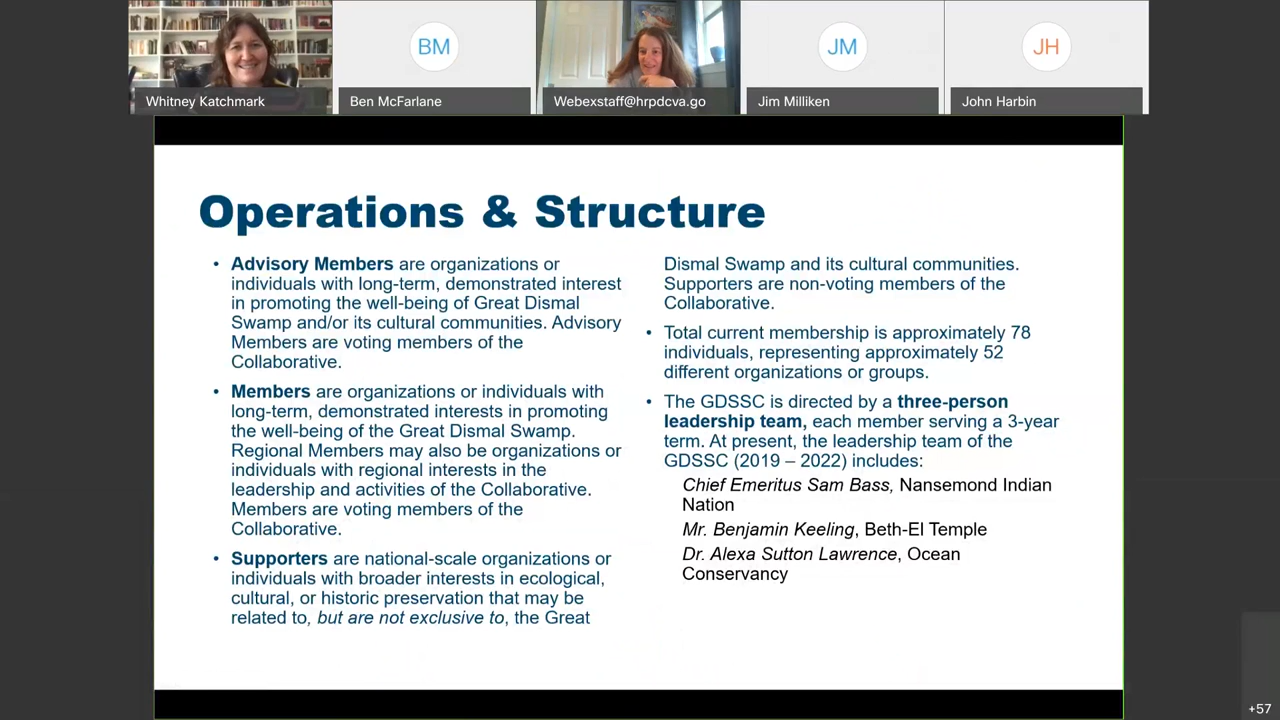 Whitney Katchmark
BM
Ben McFarlane
Webexstaff@hrpdcva.go
JM
Jim Milliken
JH
John Harbin
Operations & Structure
• Advisory Members are organizations or
individuals with long-term, demonstrated interest
in promoting the well-being of Great Dismal
Swamp and/or its cultural communities. Advisory
Members are voting members of the
Collaborative.
• Members are organizations or individuals with
long-term, demonstrated interests in promoting
the well-being of the Great Dismal Swamp.
Regional Members may also be organizations or
individuals with regional interests in the
leadership and activities of the Collaborative.
Members are voting members of the
Collaborative.
• Supporters are national-scale organizations or
individuals with broader interests in ecological,
cultural, or historic preservation that may be
related to, but are not exclusive to, the Great
Dismal Swamp and its cultural communities.
Supporters are non-voting members of the
Collaborative.
• Total current membership is approximately 78
individuals, representing approximately 52
different organizations or groups.
• The GDSSC is directed by a three-person
leadership team, each member serving a 3-year
term. At present, the leadership team of the
GDSSC (2019 – 2022) includes:
Chief Emeritus Sam Bass, Nansemond Indian
Nation
Mr. Benjamin Keeling, Beth-El Temple
Dr. Alexa Sutton Lawrence, Ocean
Conservancy
+57